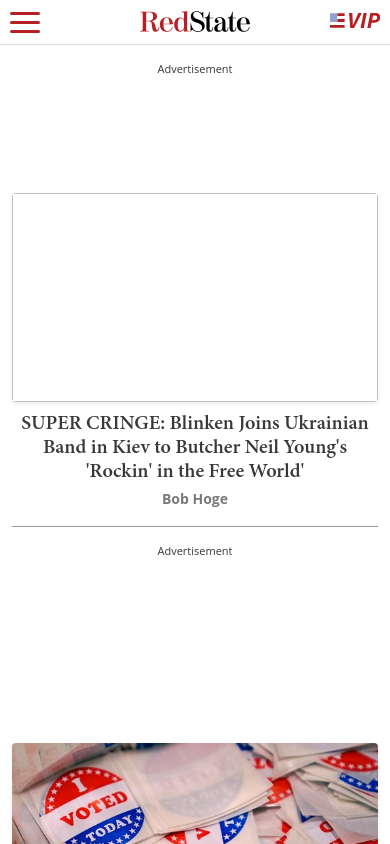 RedState
VIP
Advertisement
SUPER CRINGE: Blinken Joins Ukrainian
Band in Kiev to Butcher Neil Young's
'Rockin' in the Free World'
Bob Hoge
Advertisement
I
VOTED
TODAY